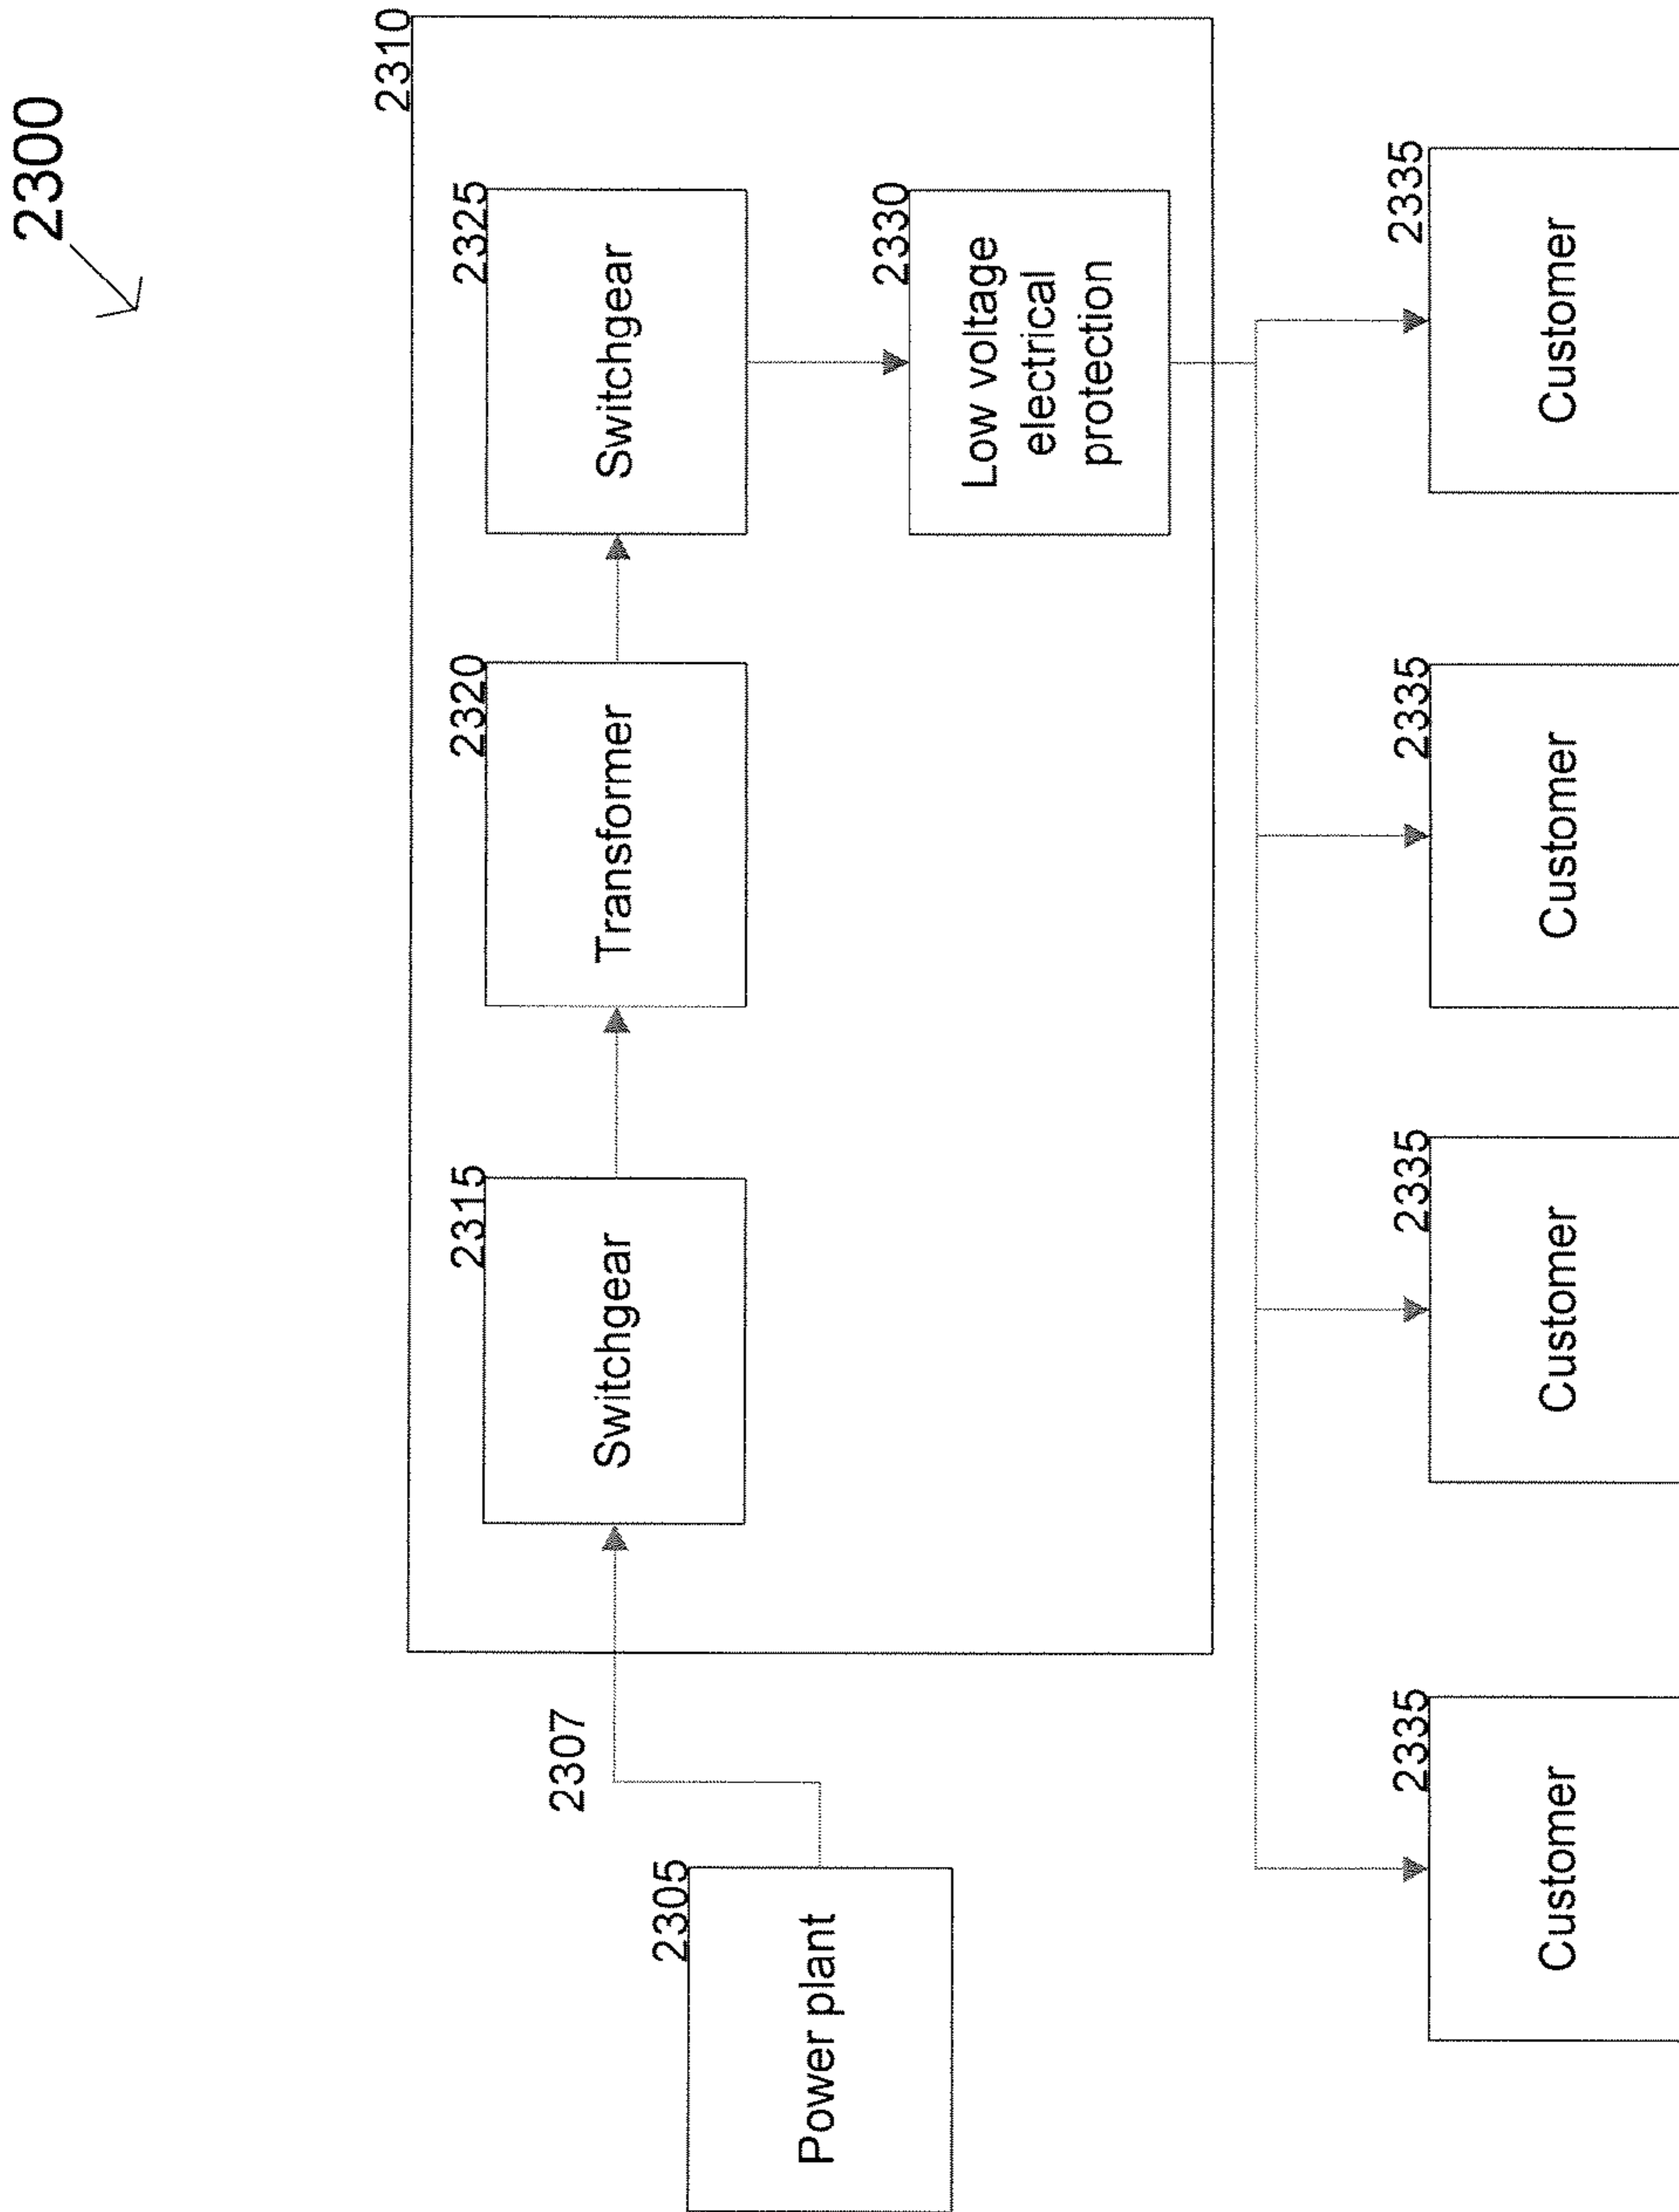 2300
2310
2315
Switchgear
2320
Transformer
2325
Switchgear
2307
2305
Power plant
2330
Low voltage
electrical
protection
2335
Customer
2335
Customer
2335
Customer
2335
Customer